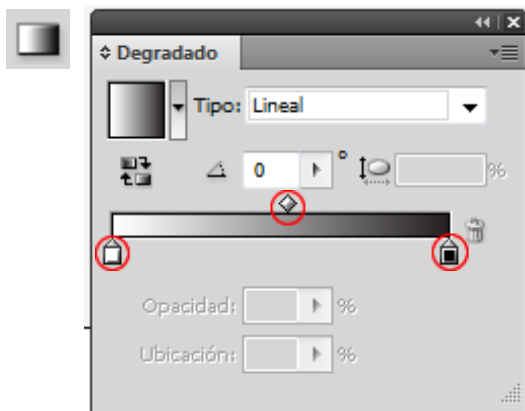 Degradado
Tipo: Lineal
0 ° %
Opacidad: %
Ubicación: %